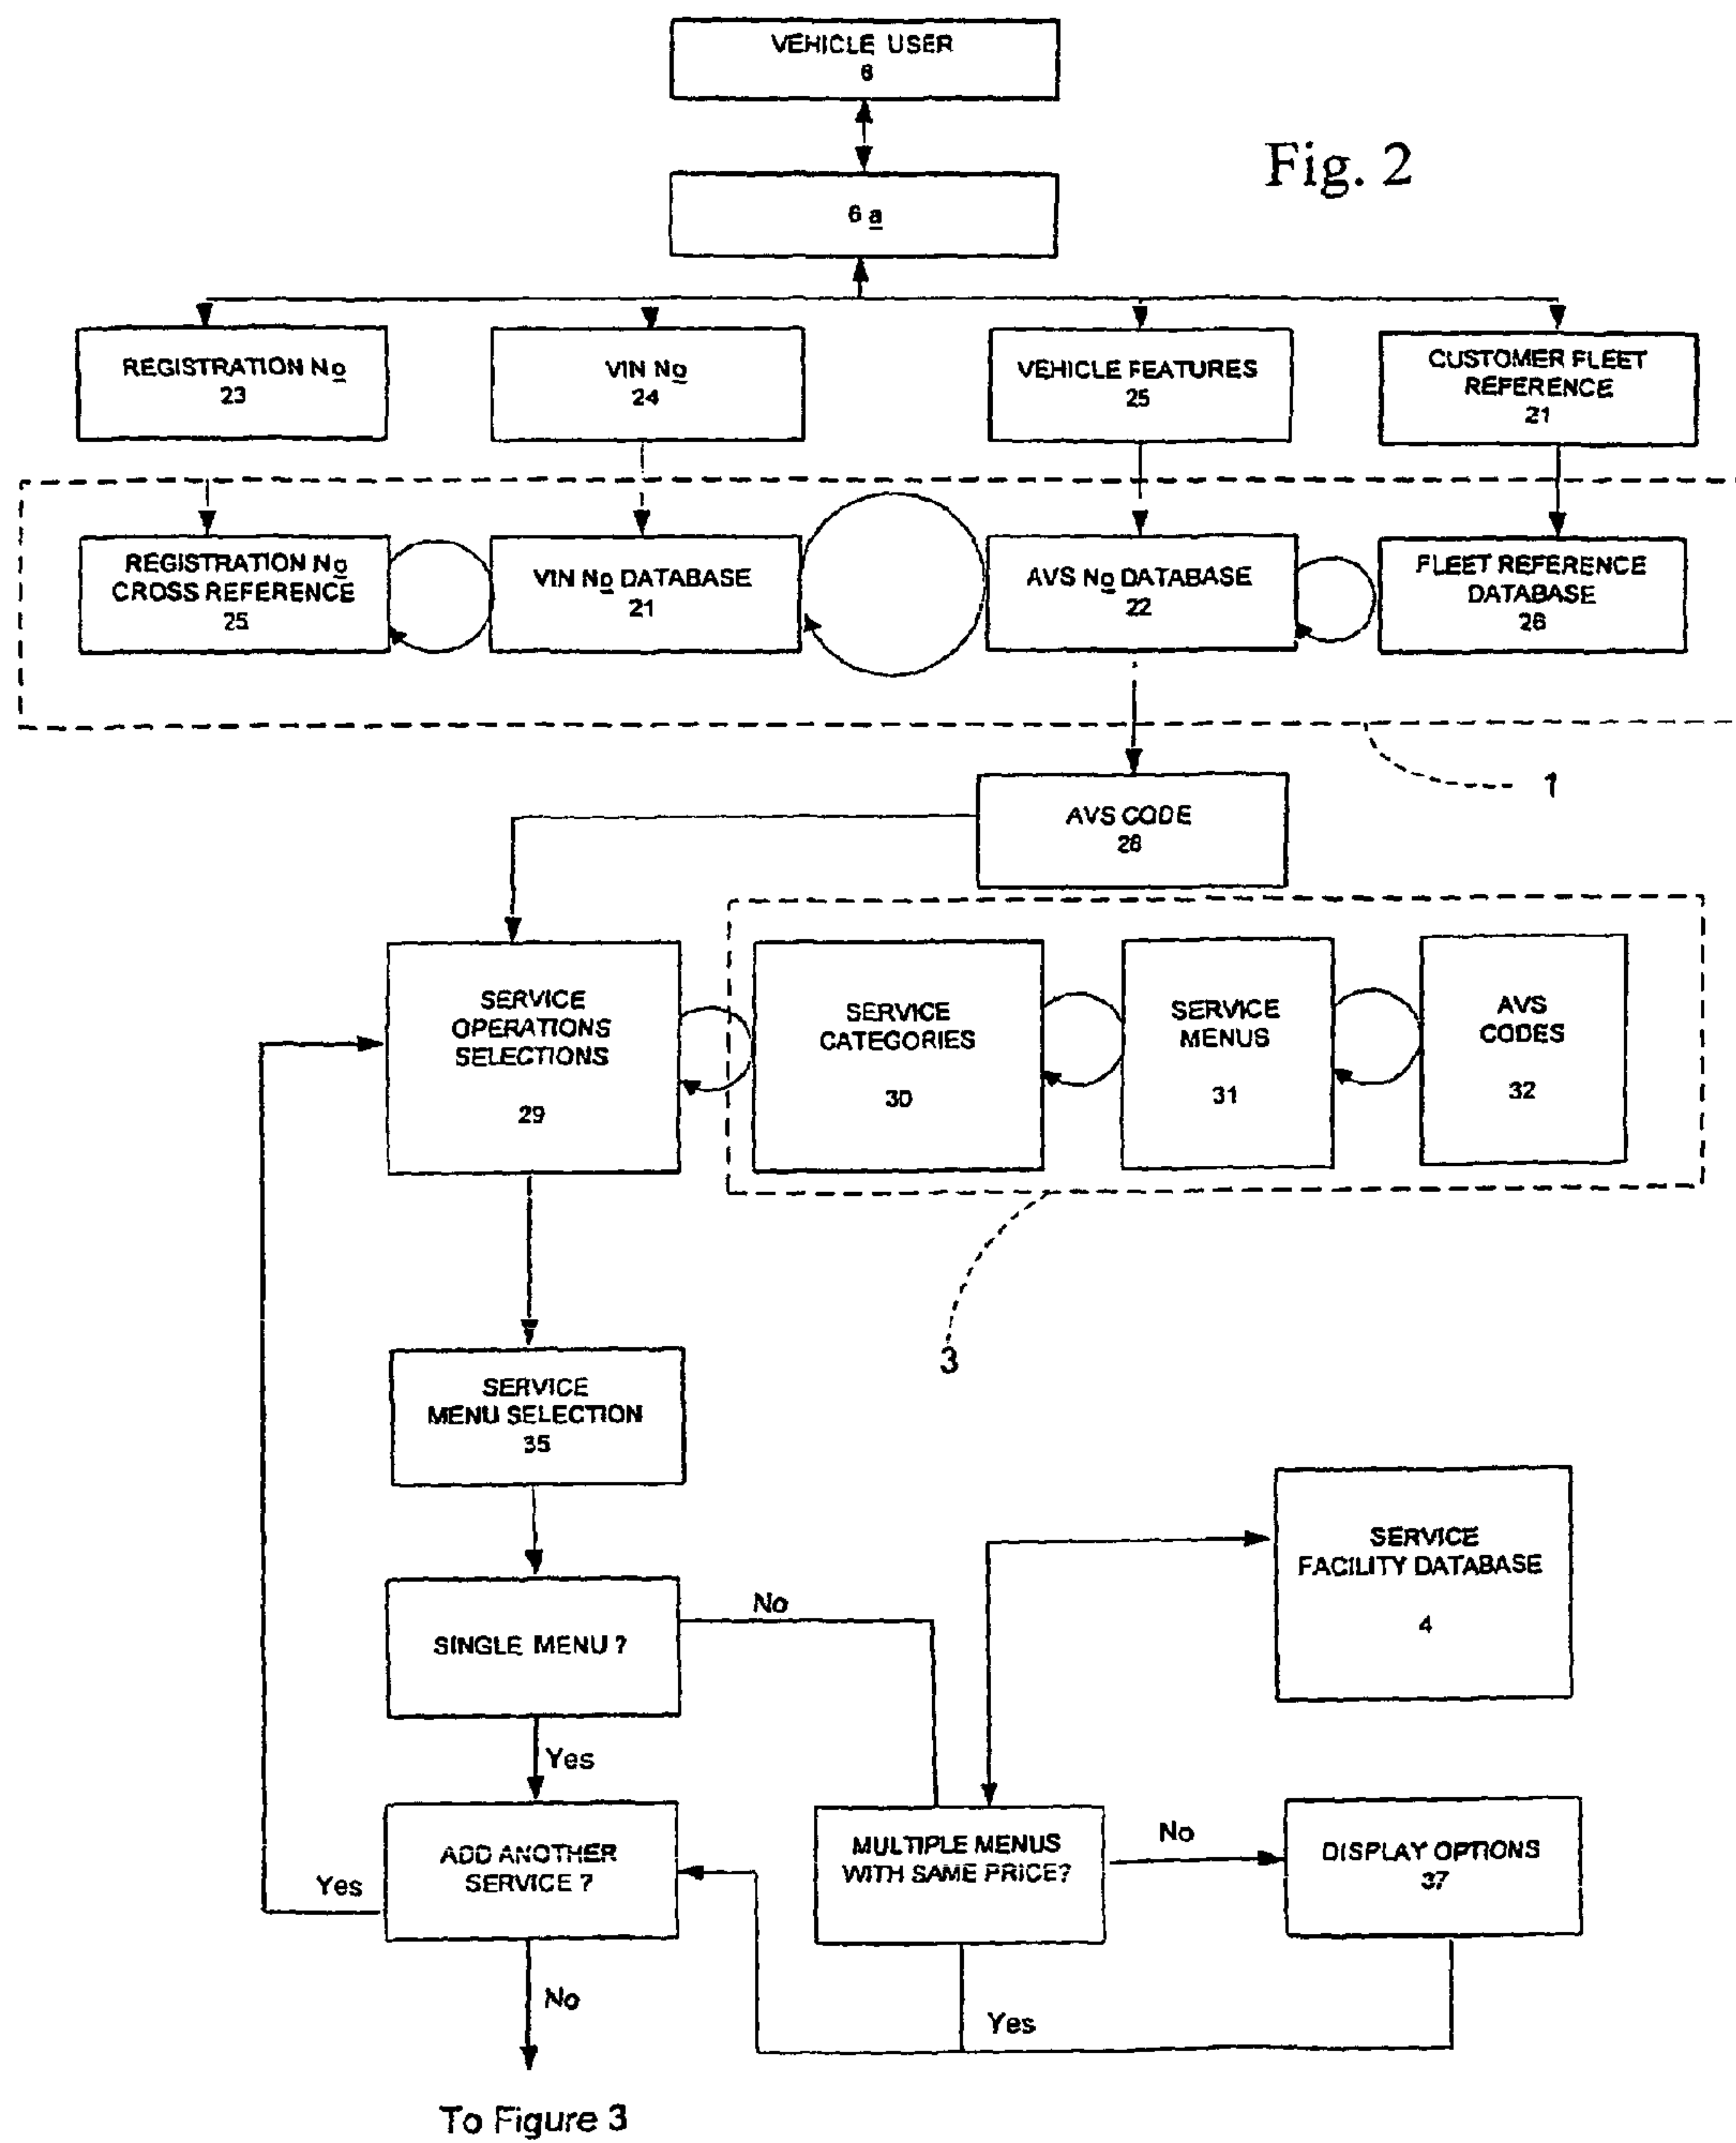 VEHICLE USER
6
Fig. 2
6 a
REGISTRATION No
23
VIN No
24
VEHICLE FEATURES
25
CUSTOMER FLEET
REFERENCE
21
REGISTRATION No
CROSS REFERENCE
25
VIN No DATABASE
21
AVS No DATABASE
22
FLEET REFERENCE
DATABASE
26
1
AVS CODE
28
SERVICE
OPERATIONS
SELECTIONS
29
SERVICE
CATEGORIES
30
SERVICE
MENUS
31
AVS
CODES
32
3
SERVICE
MENU SELECTION
35
SERVICE
FACILITY DATABASE
4
SINGLE MENU ?
No
Yes
ADD ANOTHER
SERVICE ?
Yes
MULTIPLE MENUS
WITH SAME PRICE?
No
DISPLAY OPTIONS
37
No
Yes
To Figure 3